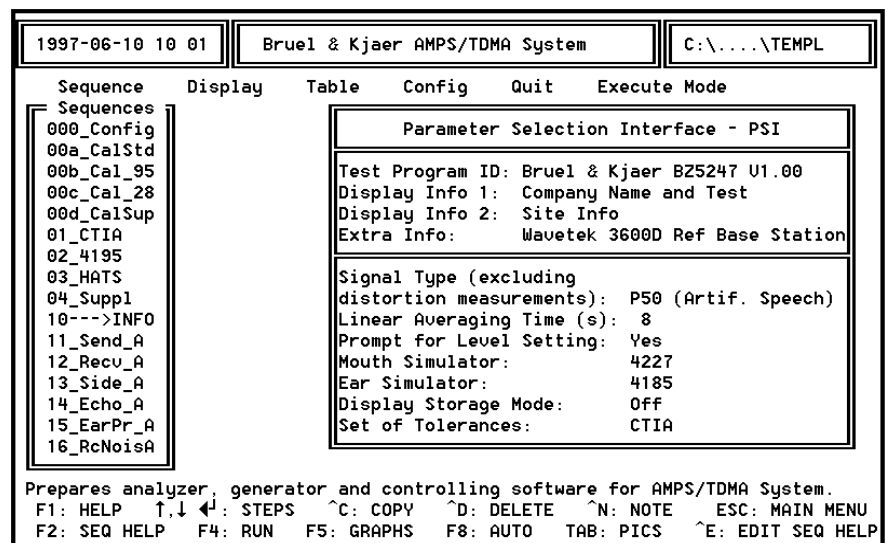 1997-06-10 10 01
Bruel & Kjaer AMPS/TDMA System
C:\....\TEMPL
Sequence Display Table Config Quit Execute Mode
Sequences
000_Config
00a_CalStd
00b_Cal_95
00c_Cal_28
00d_CalSup
01_CTIA
02_4195
03_HATS
04_Suppl
10--->INFO
11_Send_A
12_Recv_A
13_Side_A
14_Echo_A
15_EarPr_A
16_RcNoisA
Parameter Selection Interface - PSI
Test Program ID: Bruel & Kjaer BZ5247 V1.00
Display Info 1: Company Name and Test
Display Info 2: Site Info
Extra Info: Wavetek 3600D Ref Base Station
Signal Type (excluding
distortion measurements): P50 (Artif. Speech)
Linear Averaging Time (s): 8
Prompt for Level Setting: Yes
Mouth Simulator: 4227
Ear Simulator: 4185
Display Storage Mode: Off
Set of Tolerances: CTIA
Prepares analyzer, generator and controlling software for AMPS/TDMA System.
F1: HELP ↑,↓ ↵: STEPS ^C: COPY ^D: DELETE ^N: NOTE ESC: MAIN MENU
F2: SEQ HELP F4: RUN F5: GRAPHS F8: AUTO TAB: PICS ^E: EDIT SEQ HELP